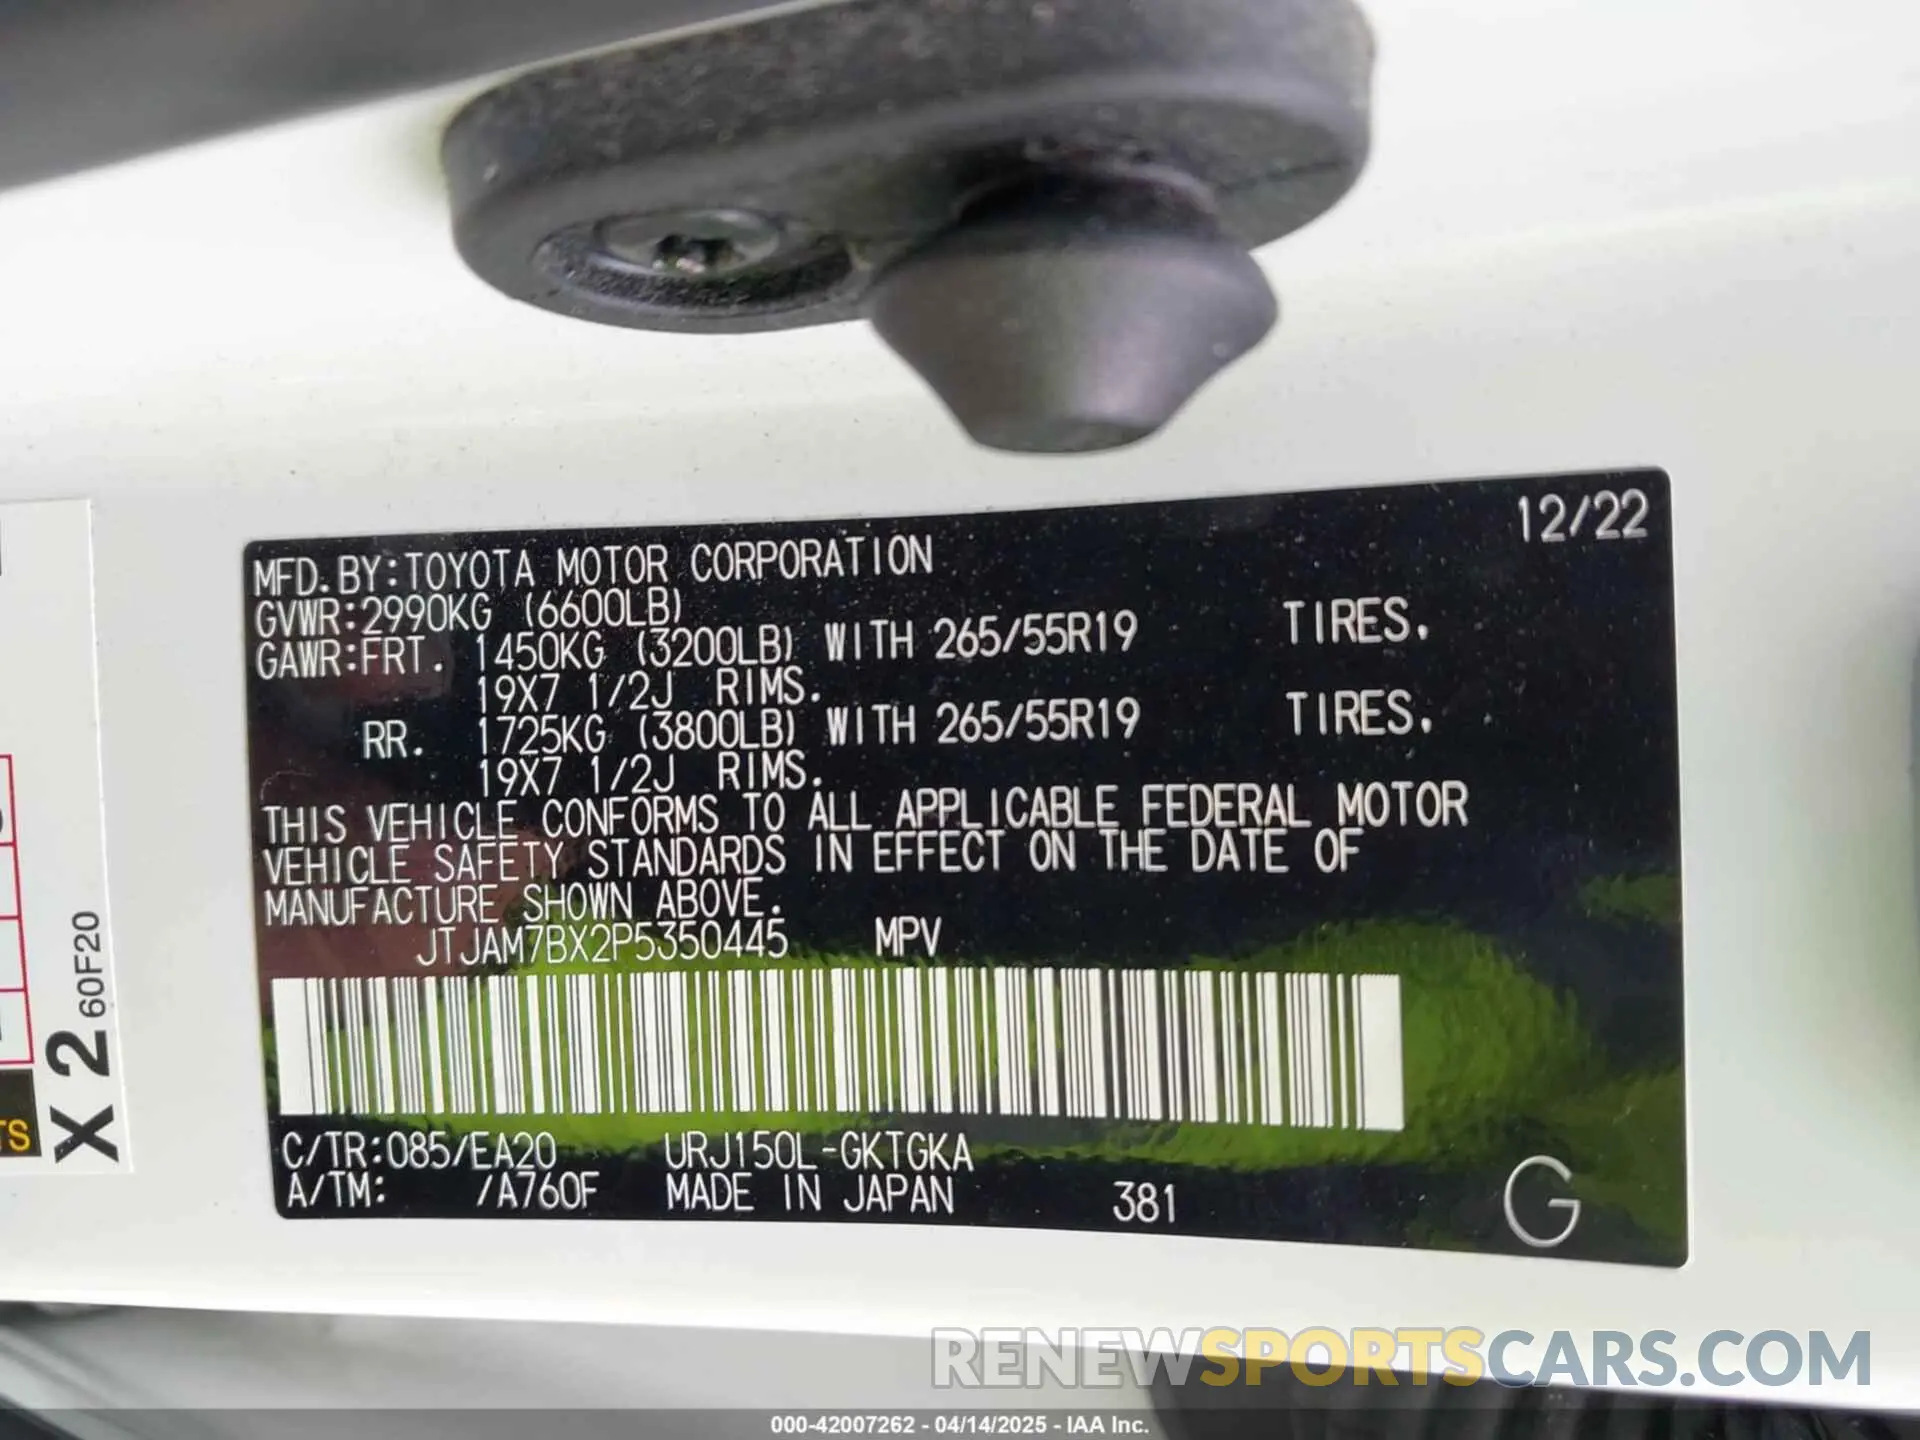 12/22
MFD.BY:TOYOTA MOTOR CORPORATION
GVWR:2990KG (6600LB)
GAWR:FRT. 1450KG (3200LB) WITH 265/55R19 TIRES.
19X7 1/2J RIMS.
RR. 1725KG (3800LB) WITH 265/55R19 TIRES.
19X7 1/2J RIMS.
THIS VEHICLE CONFORMS TO ALL APPLICABLE FEDERAL MOTOR
VEHICLE SAFETY STANDARDS IN EFFECT ON THE DATE OF
MANUFACTURE SHOWN ABOVE.
JTJAM7BX2P5350445 MPV
C/TR:085/EA20 URJ150L-GKTGKA
A/TM: /A760F MADE IN JAPAN 381 G
X2 60F20
TS
RENEWSPORTSCARS.COM
000-42007262 - 04/14/2025 - IAA Inc.